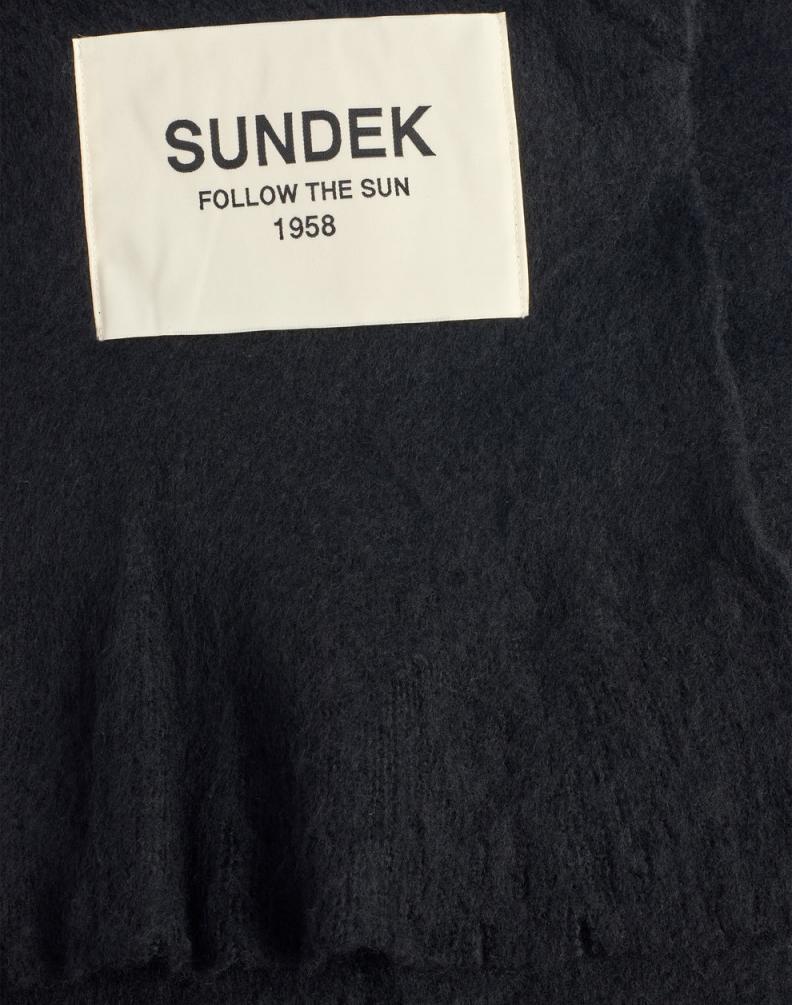 SUNDEK
FOLLOW THE SUN
1958